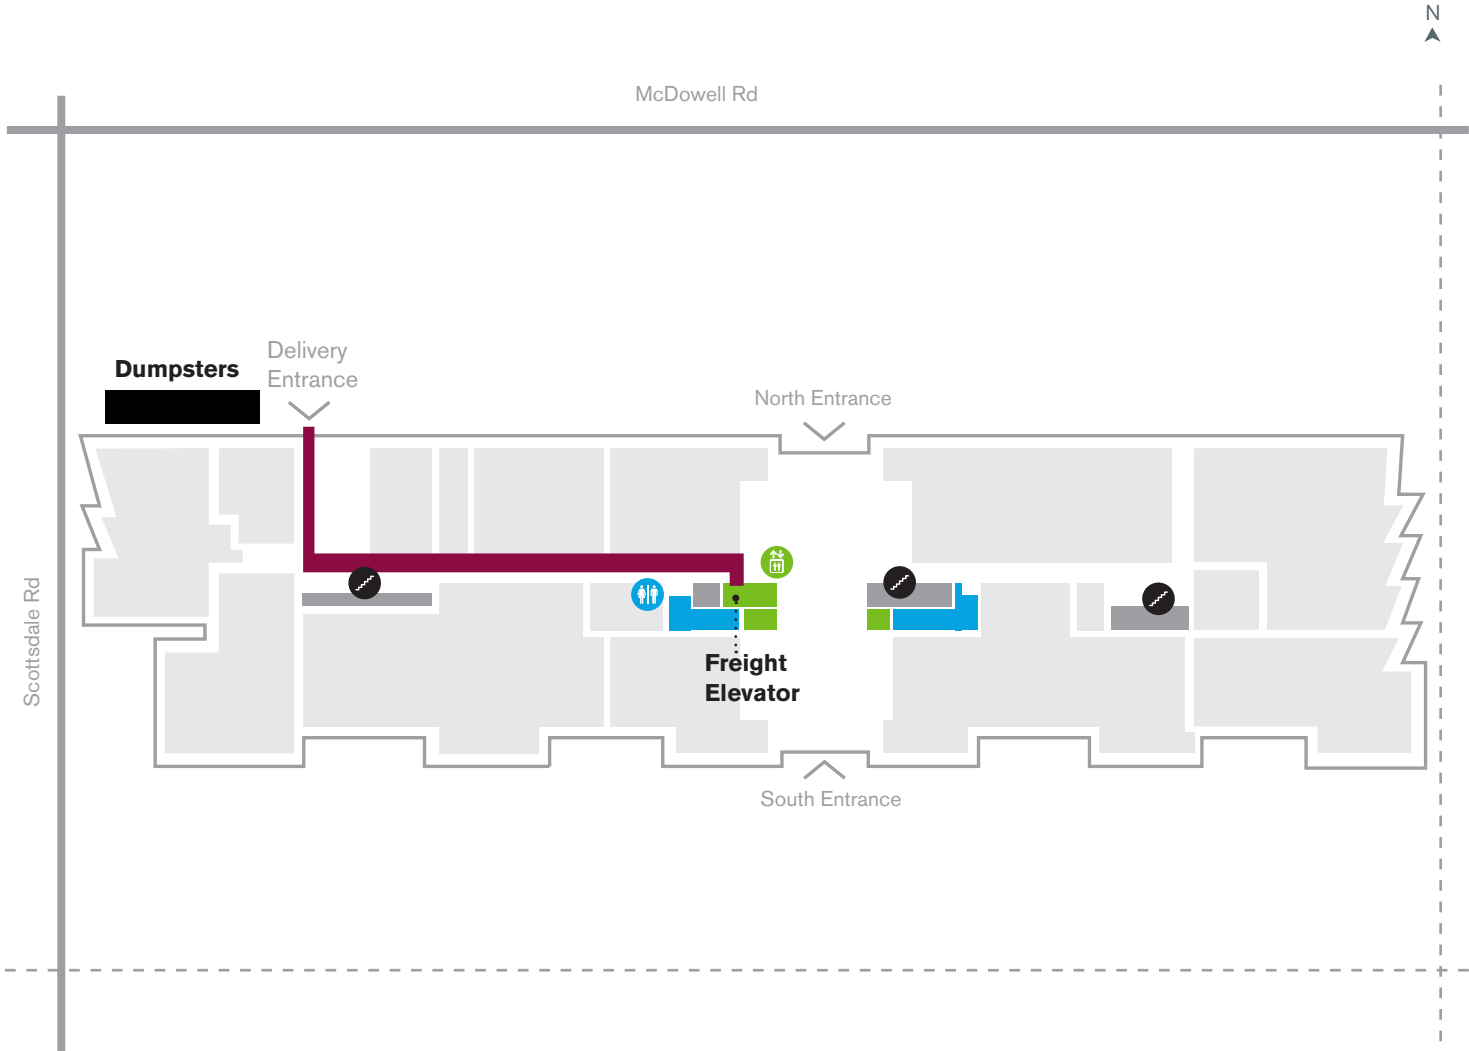 N
McDowell Rd
Delivery
Entrance
Dumpsters
North Entrance
Scottsdale Rd
Freight
Elevator
South Entrance